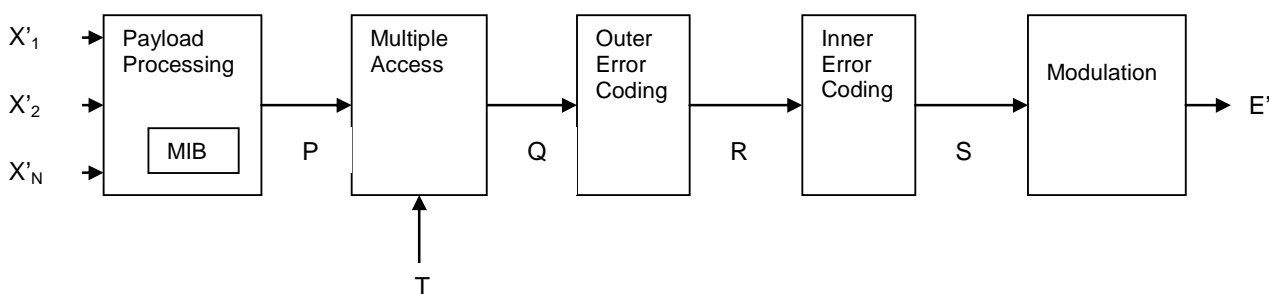 X'1
X'2
X'N
Payload
Processing
MIB
P
Multiple
Access
T
Q
Outer
Error
Coding
R
Inner
Error
Coding
S
Modulation
E'